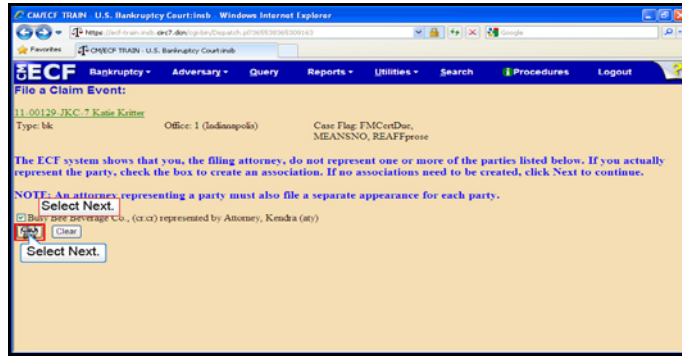 CM/ECF TRAIN - U.S. Bankruptcy Court:insb - Windows Internet Explorer
Google
Favorites CM/ECF TRAIN - U.S. Bankruptcy Court:insb
ECF Bankruptcy Adversary Query Reports Utilities Search Procedures Logout ?
File a Claim Event:
11-00129-JKC-7 Katie Kritter
Type: bk Office: 1 (Indianapolis) Case Flag: FMCertDue,
MEANSNO, REAFFprose
The ECF system shows that you, the filing attorney, do not represent one or more of the parties listed below. If you actually
represent the party, check the box to create an association. If no associations need to be created, click Next to continue.
NOTE: An attorney representing a party must also file a separate appearance for each party.
Select Next.
Busy Bee Beverage Co., (cr.cr) represented by Attorney, Kendra (aty)
Clear
Select Next.